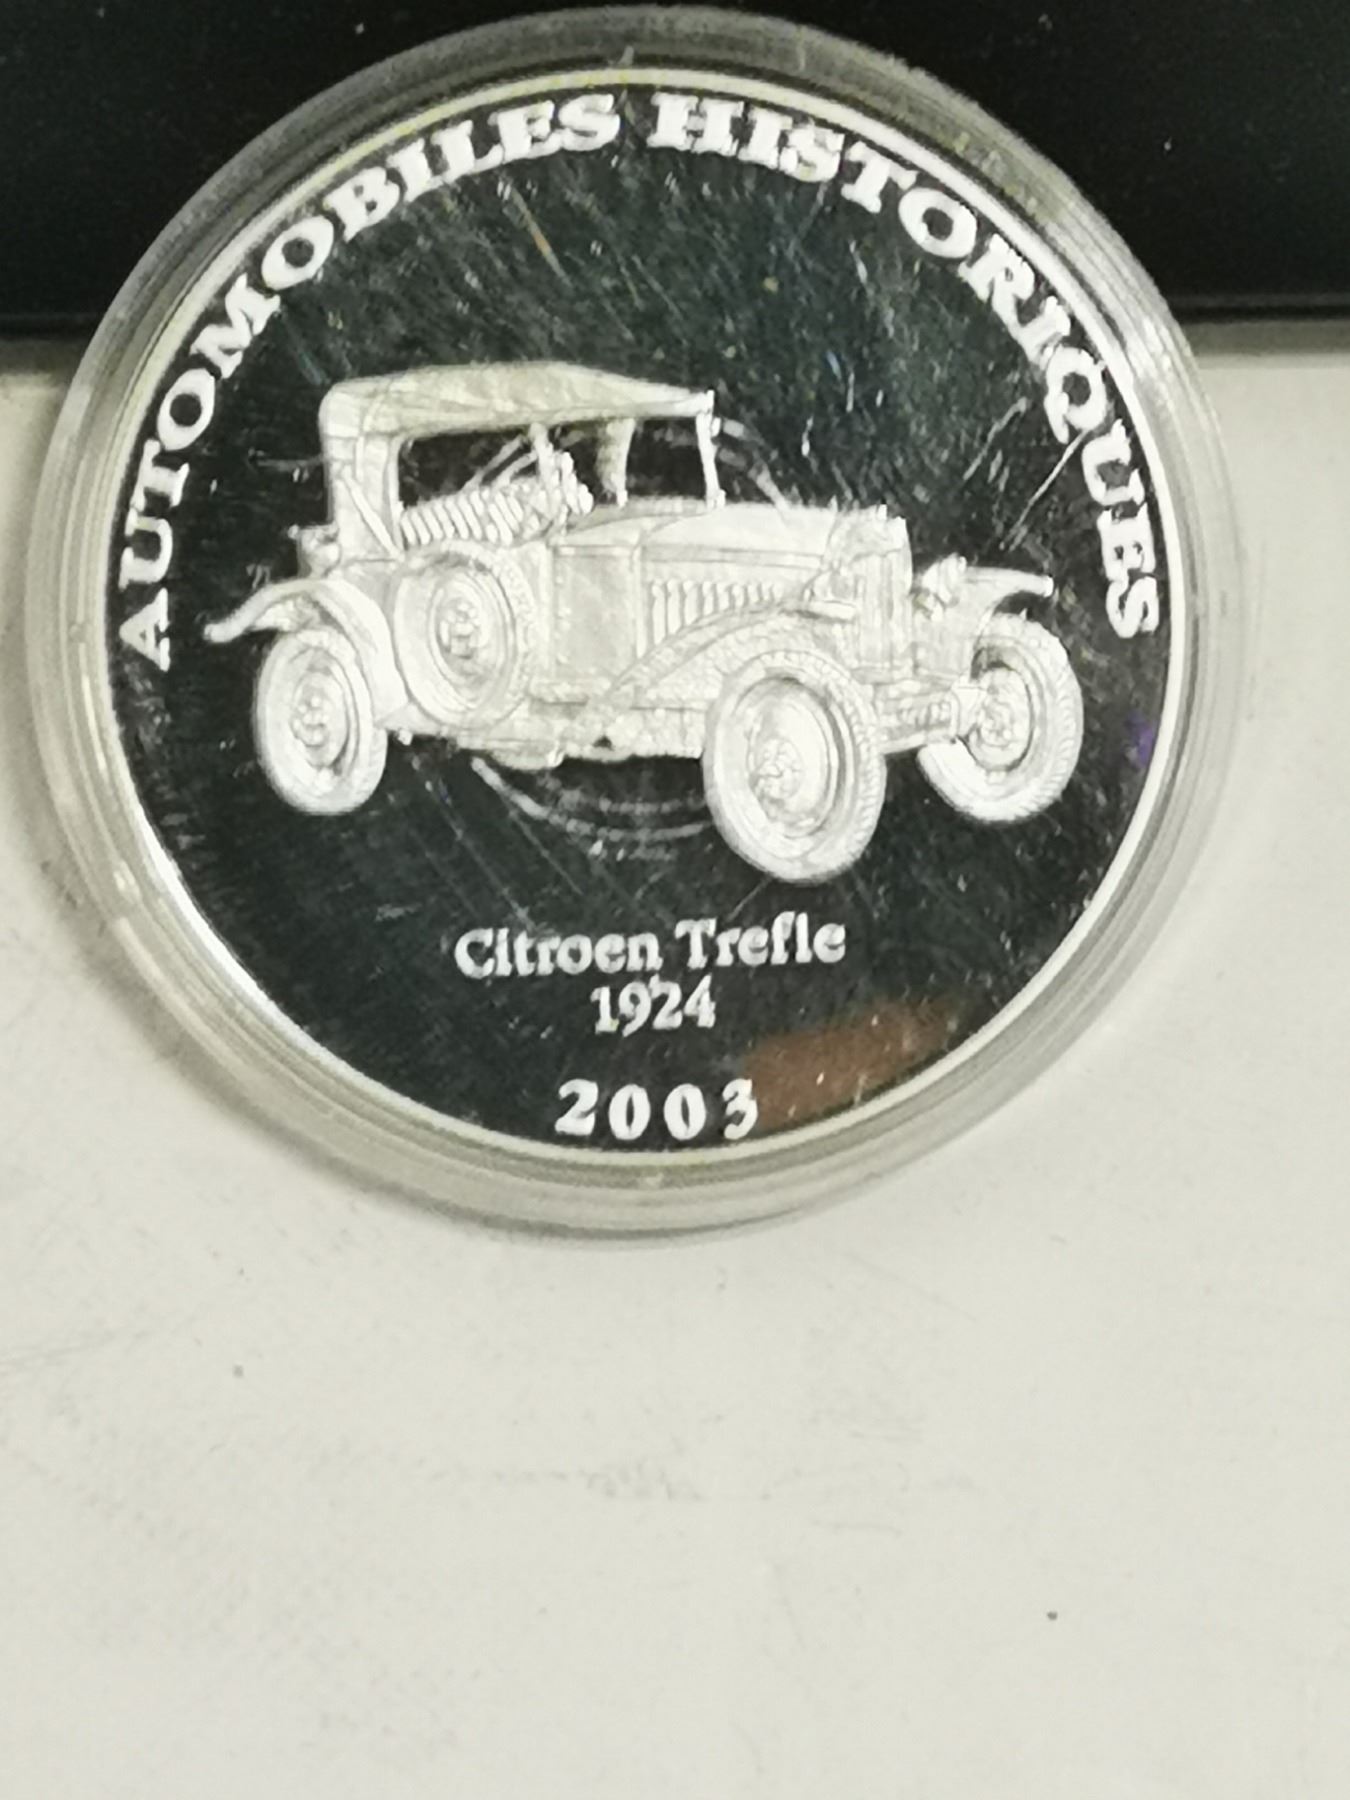 AUTOMOBILES HISTORIQUES
Citroen Trefle
1924
2003